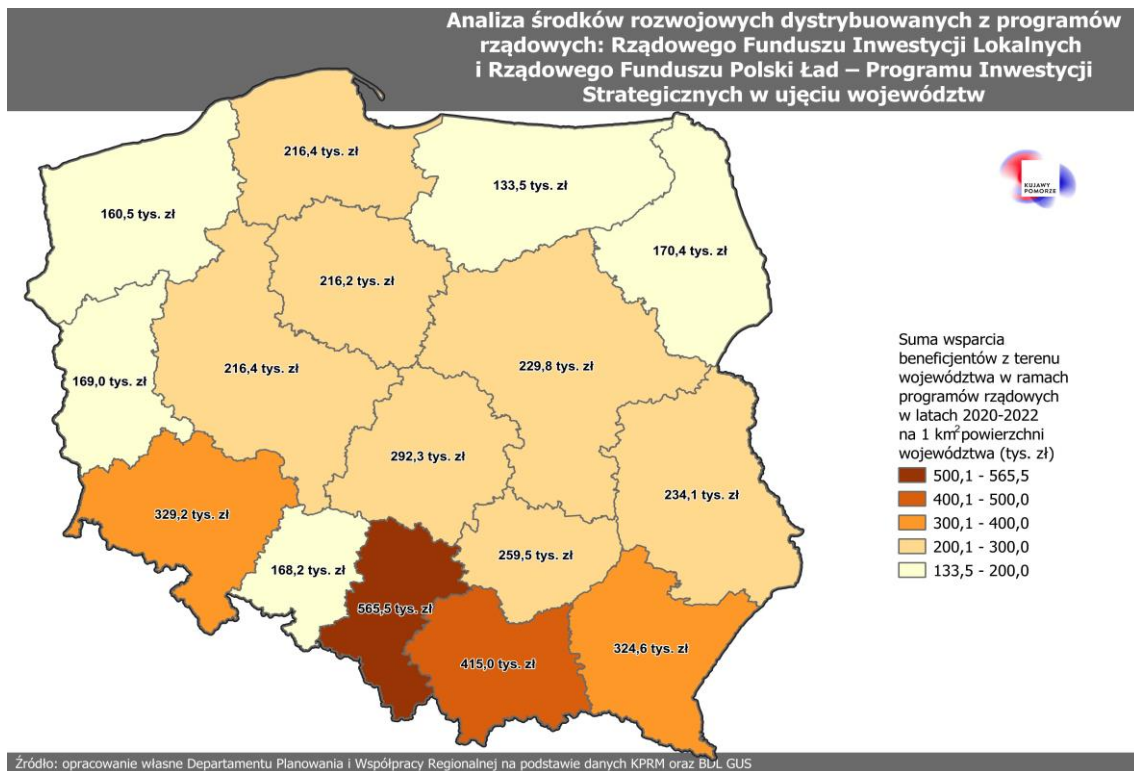 Analiza środków rozwojowych dystrybuowanych z programów
rządowych: Rządowego Funduszu Inwestycji Lokalnych
i Rządowego Funduszu Polski Ład – Programu Inwestycji
Strategicznych w ujęciu województw
KUJAWY
POMORZE
216,4 tys. zł
133,5 tys. zł
160,5 tys. zł
170,4 tys. zł
216,2 tys. zł
229,8 tys. zł
216,4 tys. zł
169,0 tys. zł
292,3 tys. zł
234,1 tys. zł
329,2 tys. zł
259,5 tys. zł
168,2 tys. zł
565,5 tys. zł
324,6 tys. zł
415,0 tys. zł
Suma wsparcia
beneficjentów z terenu
województwa w ramach
programów rządowych
w latach 2020-2022
na 1 km² powierzchni
województwa (tys. zł)
500,1 - 565,5
400,1 - 500,0
300,1 - 400,0
200,1 - 300,0
133,5 - 200,0
Źródło: opracowanie własne Departamentu Planowania i Współpracy Regionalnej na podstawie danych KPRM oraz BDL GUS